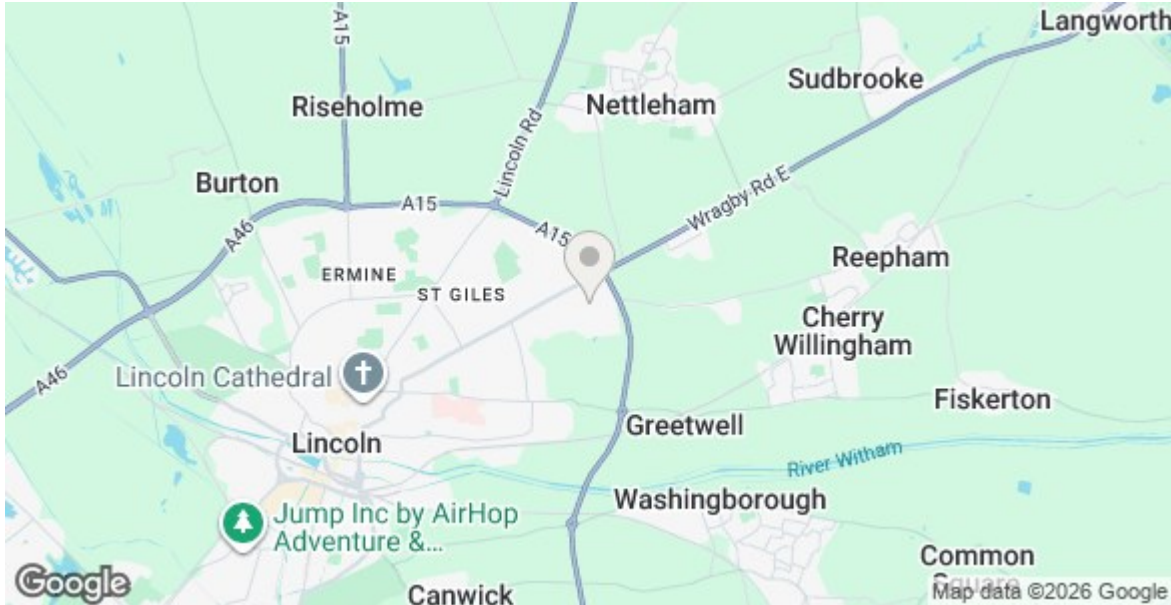 A15
Langworth
Sudbrooke
Riseholme
Nettleham
Lincoln Rd
Burton
A15
A46
A15
Wragby Rd E
Reepham
ERMINE
ST GILES
Cherry
Willingham
A46
Lincoln Cathedral
Fiskerton
Greetwell
Lincoln
River Witham
Washingborough
Jump Inc by AirHop
Adventure &...
Common
Square
Canwick
Google
Map data ©2026 Google